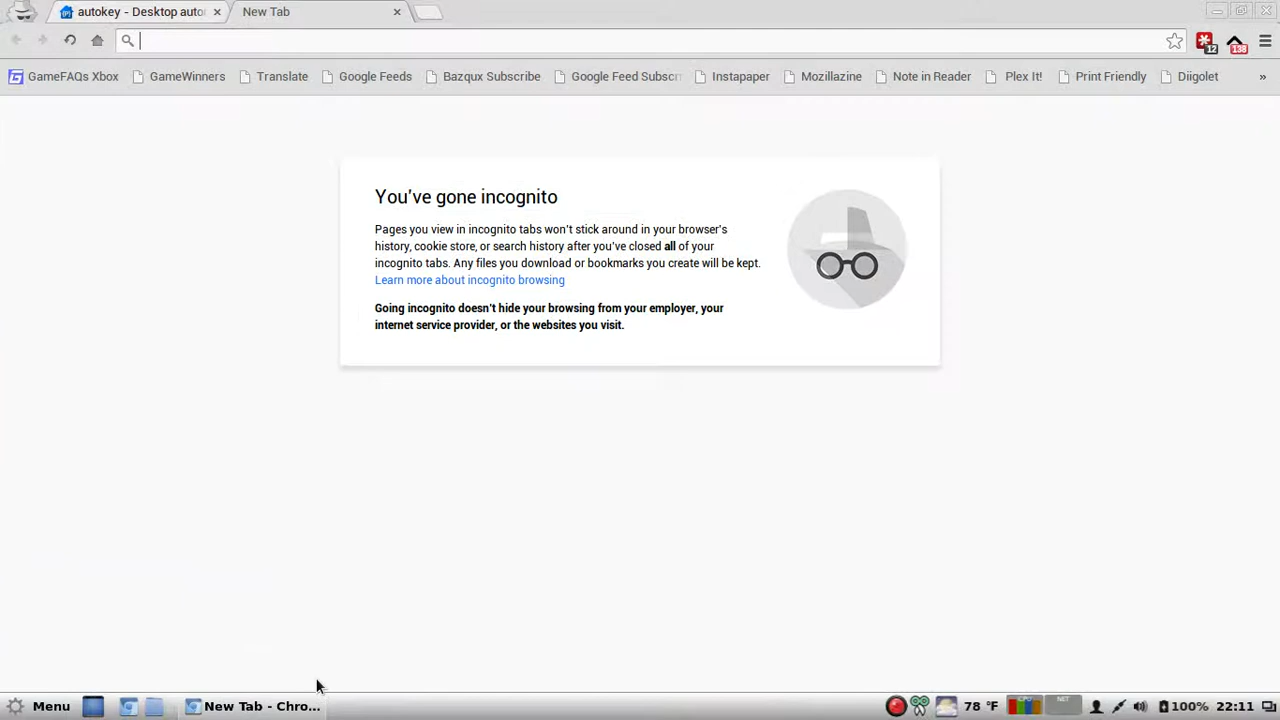 autokey - Desktop auto
New Tab
12
138
GameFAQs Xbox
GameWinners
Translate
Google Feeds
Bazqux Subscribe
Google Feed Subscr
Instapaper
Mozillazine
Note in Reader
Plex It!
Print Friendly
Diigolet
»
You've gone incognito
Pages you view in incognito tabs won't stick around in your browser's
history, cookie store, or search history after you've closed all of your
incognito tabs. Any files you download or bookmarks you create will be kept.
Learn more about incognito browsing
Going incognito doesn't hide your browsing from your employer, your
internet service provider, or the websites you visit.
Menu
New Tab - Chro...
78 °F
CPU
NET
100%
22:11